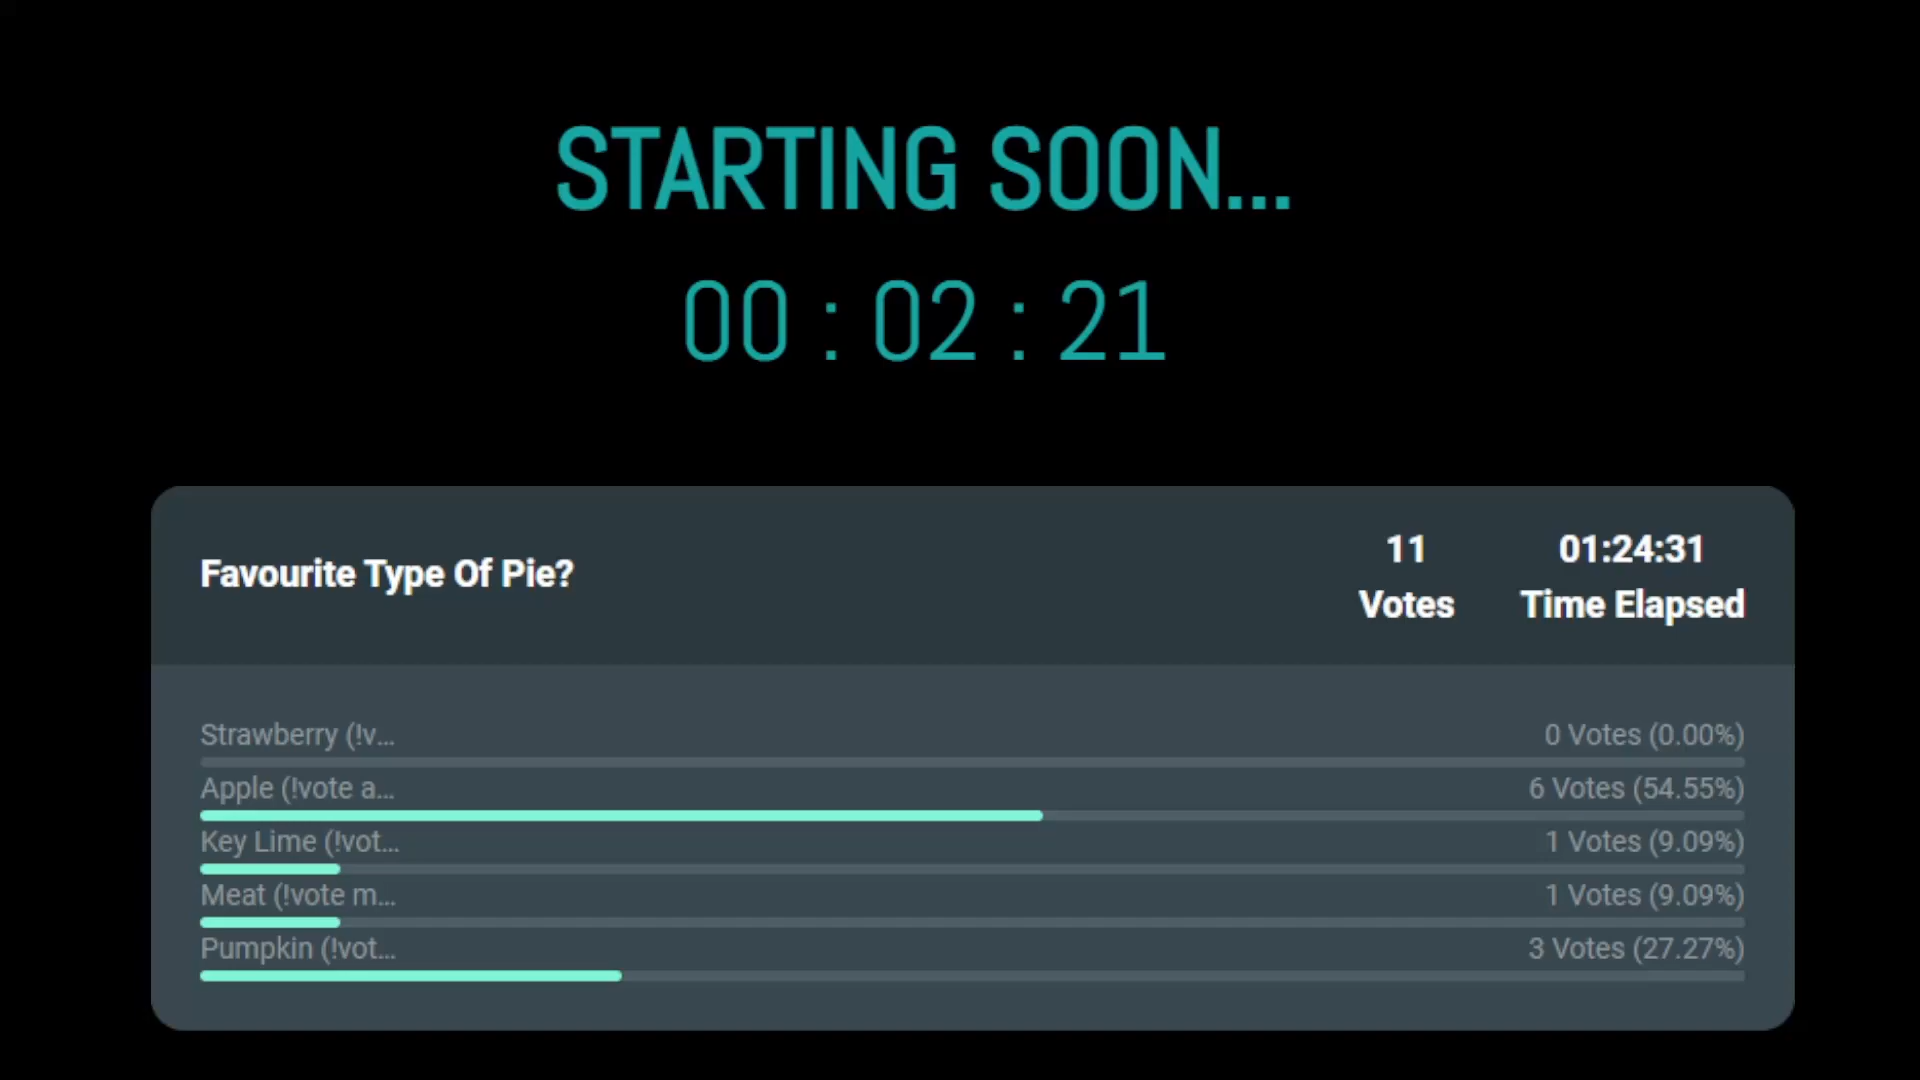 STARTING SOON...
00 : 02 : 21
Favourite Type Of Pie?
11
Votes
01:24:31
Time Elapsed
Strawberry (!v... 0 Votes (0.00%)
Apple (!vote a... 6 Votes (54.55%)
Key Lime (!vot... 1 Votes (9.09%)
Meat (!vote m... 1 Votes (9.09%)
Pumpkin (!vot... 3 Votes (27.27%)